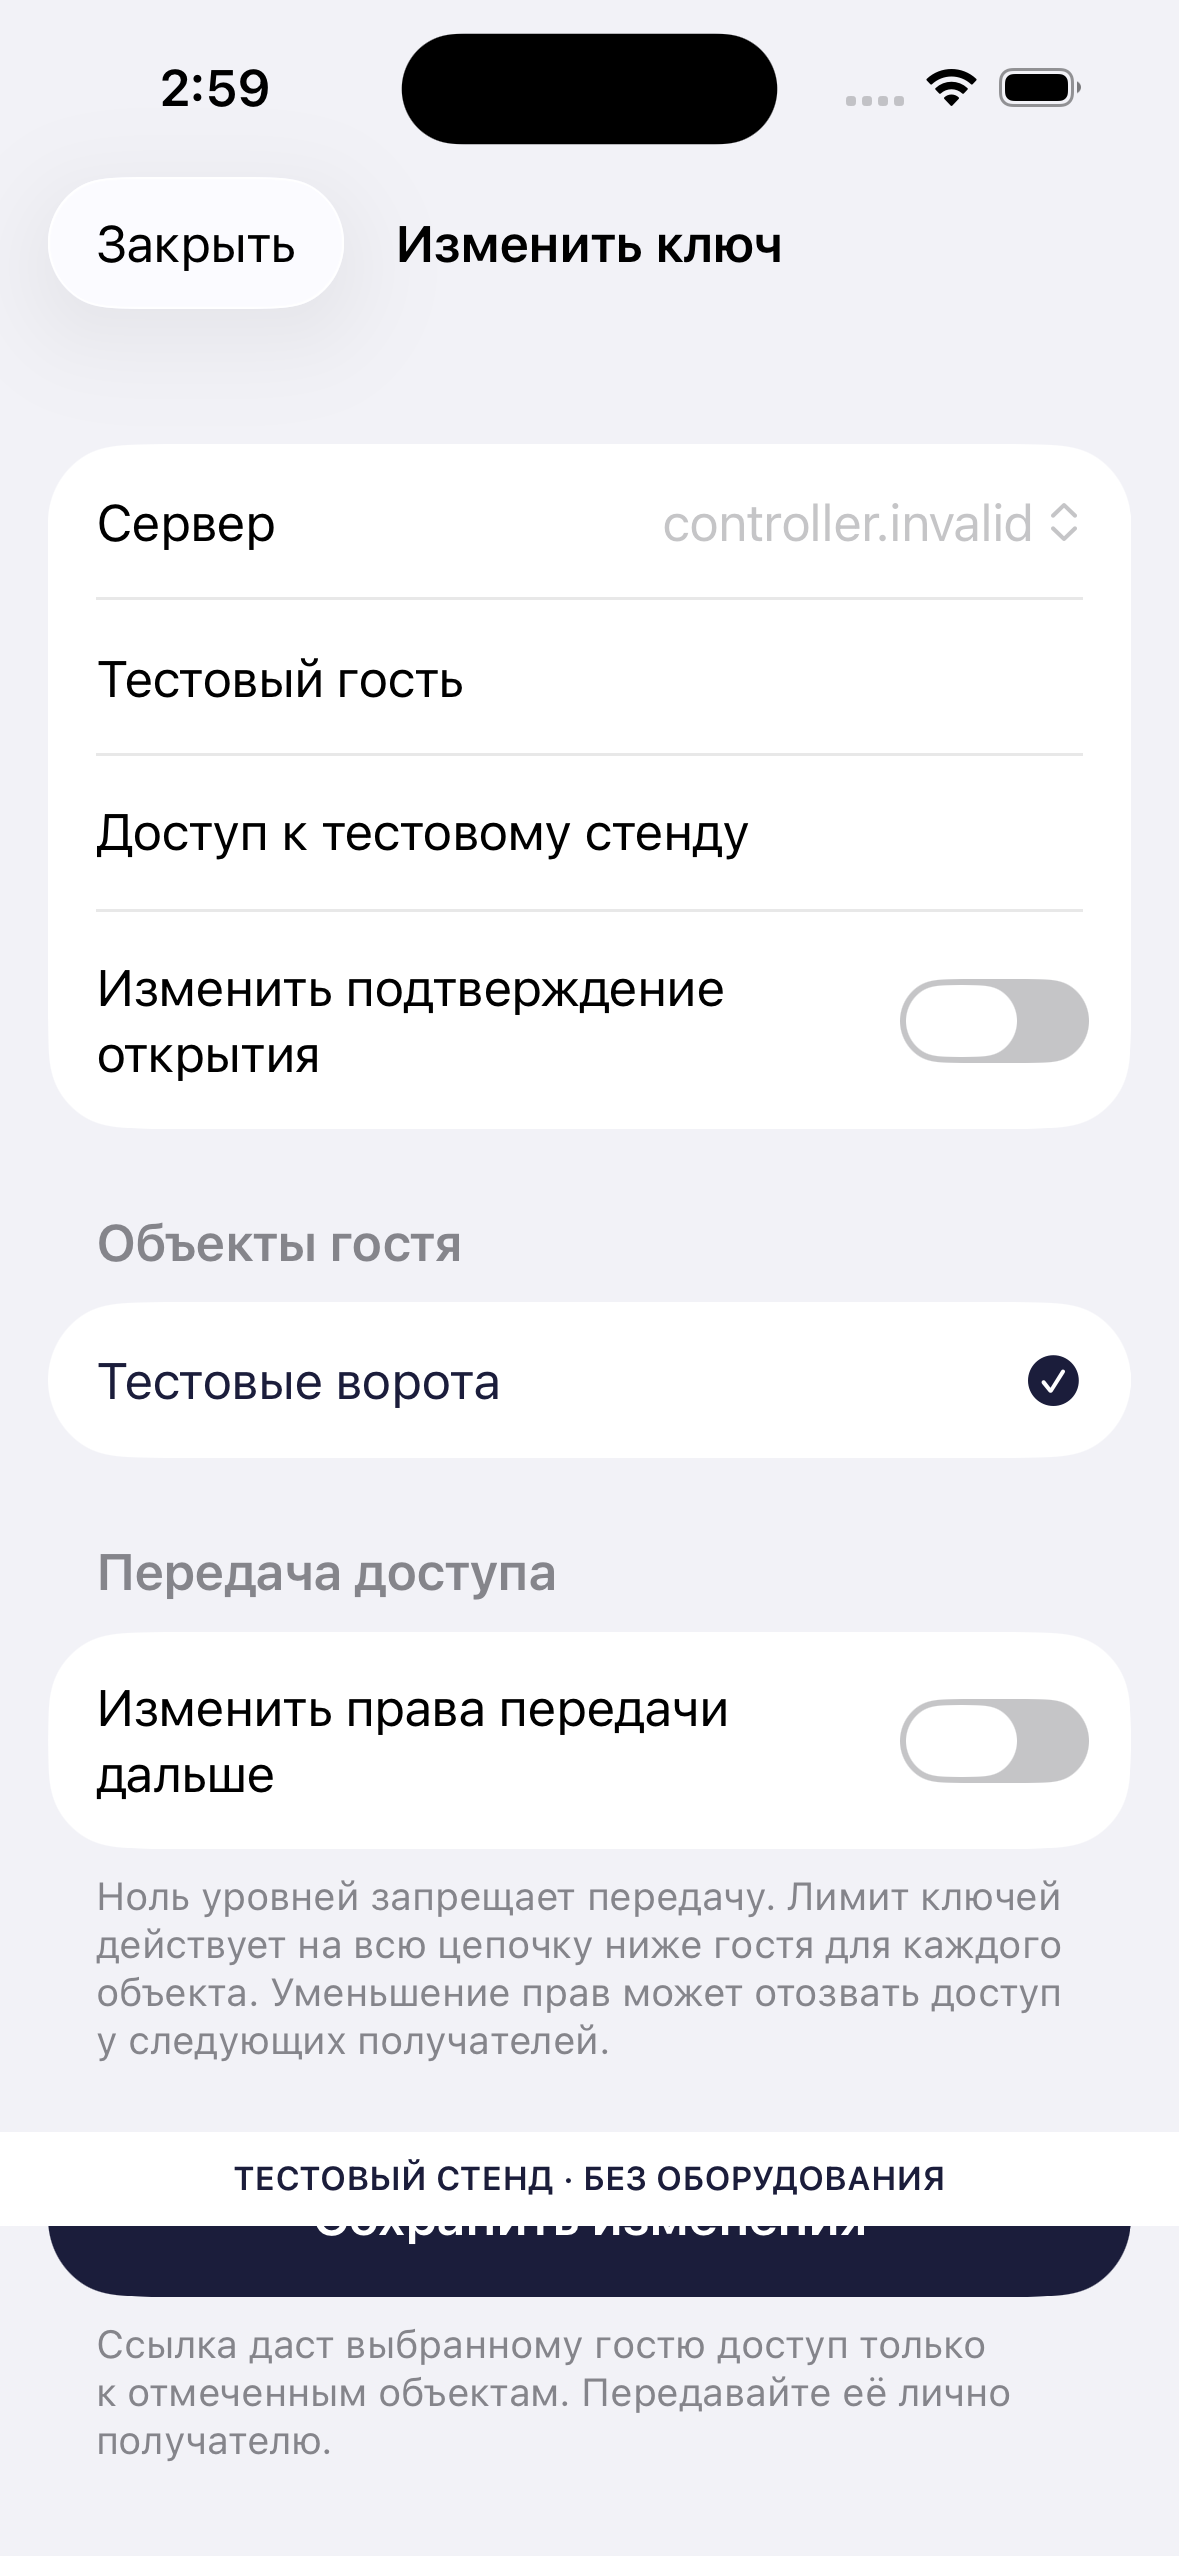 2:59
Закрыть
Изменить ключ
Сервер
controller.invalid
Тестовый гость
Доступ к тестовому стенду
Изменить подтверждение
открытия
Объекты гостя
Тестовые ворота
Передача доступа
Изменить права передачи
дальше
Ноль уровней запрещает передачу. Лимит ключей
действует на всю цепочку ниже гостя для каждого
объекта. Уменьшение прав может отозвать доступ
у следующих получателей.
ТЕСТОВЫЙ СТЕНД · БЕЗ ОБОРУДОВАНИЯ
Сохранить изменения
Ссылка даст выбранному гостю доступ только
к отмеченным объектам. Передавайте её лично
получателю.